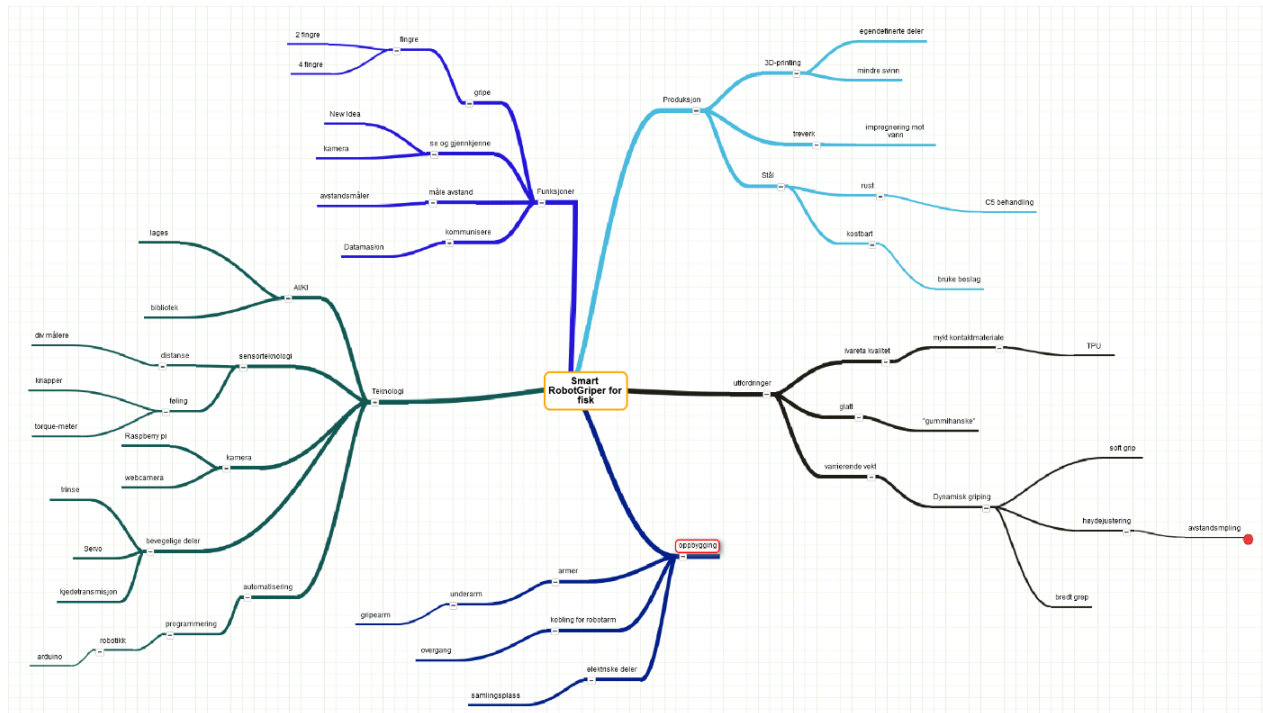 2 fingre
fingre
4 fingre
gripe
New Idea
ss og gjennkjenne
kamera
avstandsmåler
måle avstand
Funksjoner
kommunisere
Datamaskin
egendefinerte deler
3D-printing
mindre svinn
Produksjon
treverk
impregnering mot
vann
Stål
rust
C5 behandling
kostbart
bruke beslag
lages
AI/KI
bibliotek
div målere
distanse
sensorteknologi
knapper
føling
torque-meter
Teknologi
Raspberry pi
kamera
webcamera
trinse
Servo
bevegelige deler
kjedetransmisjon
automatisering
programmering
robotikk
arduino
Smart
RobotGriper for
fisk
utfordringer
ivareta kvalitet
mykt kontaktmateriale
TPU
glatt
"gummihanske"
varrierende vekt
Dynamisk griping
soft grip
høydejustering
avstandsmpling
bredt grep
oppbygging
armer
underarm
gripearm
kobling for robotarm
overgang
elektriske deler
samlingsplass